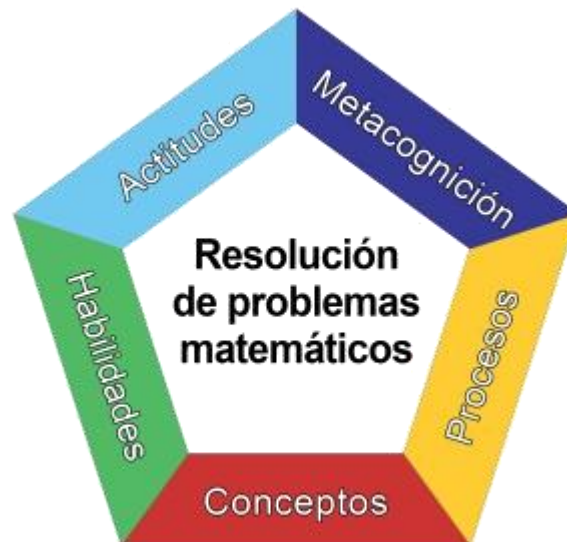 Actitudes
Metacognición
Resolución
de problemas
matemáticos
Habilidades
Procesos
Conceptos